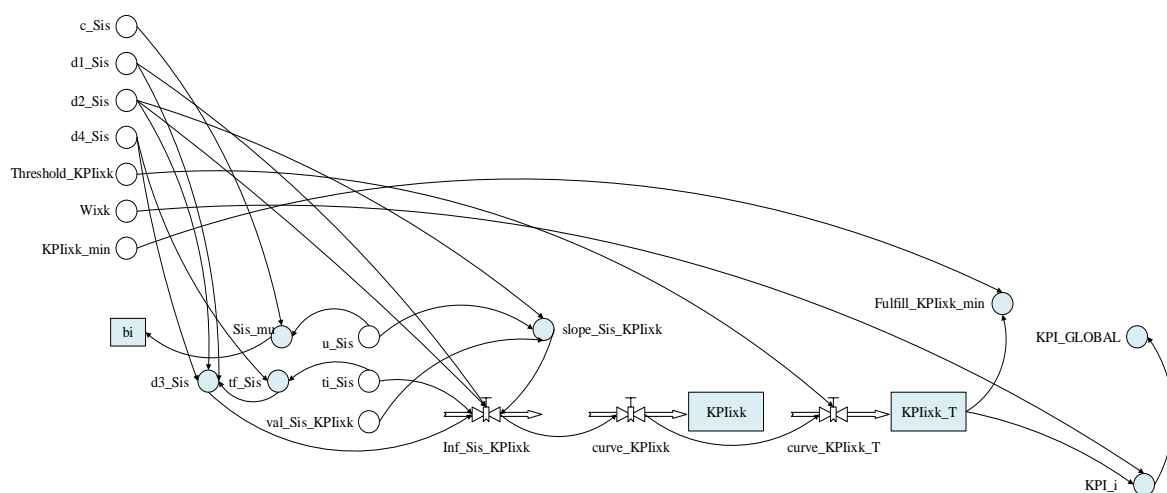 c_Sis
d1_Sis
d2_Sis
d4_Sis
Threshold_KPIixk
Wixk
KPIixk_min
Fulfill_KPIixk_min
bi
Sis_mu
u_Sis
slope_Sis_KPIixk
KPI_GLOBAL
d3_Sis
tf_Sis
ti_Sis
val_Sis_KPIixk
KPIixk
KPIixk_T
Inf_Sis_KPIixk
curve_KPIixk
curve_KPIixk_T
KPI_i